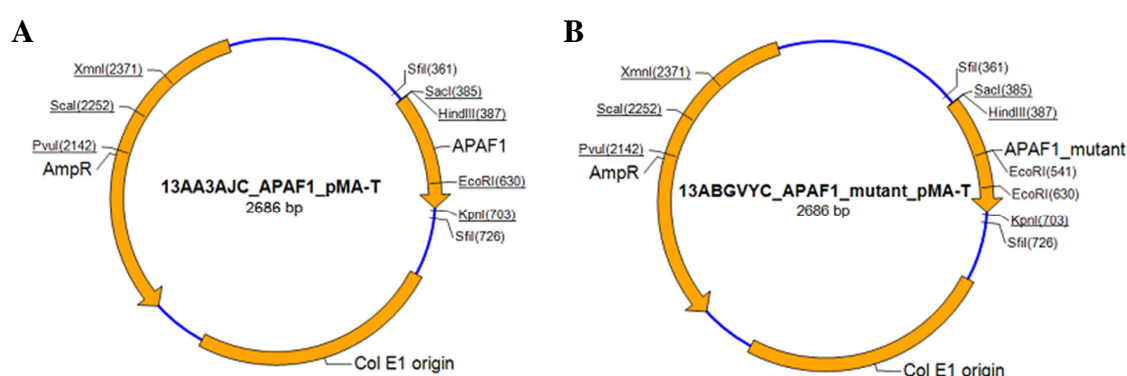 A
XmnI(2371)
ScaI(2252)
PvuI(2142)
AmpR
SfiI(361)
SacI(385)
HindIII(387)
APAF1
EcoRI(630)
KpnI(703)
SfiI(726)
13AA3AJC_APAF1_pMA-T
2686 bp
Col E1 origin
B
XmnI(2371)
ScaI(2252)
PvuI(2142)
AmpR
SfiI(361)
SacI(385)
HindIII(387)
APAF1_mutant
EcoRI(541)
EcoRI(630)
KpnI(703)
SfiI(726)
13ABGVYC_APAF1_mutant_pMA-T
2686 bp
Col E1 origin